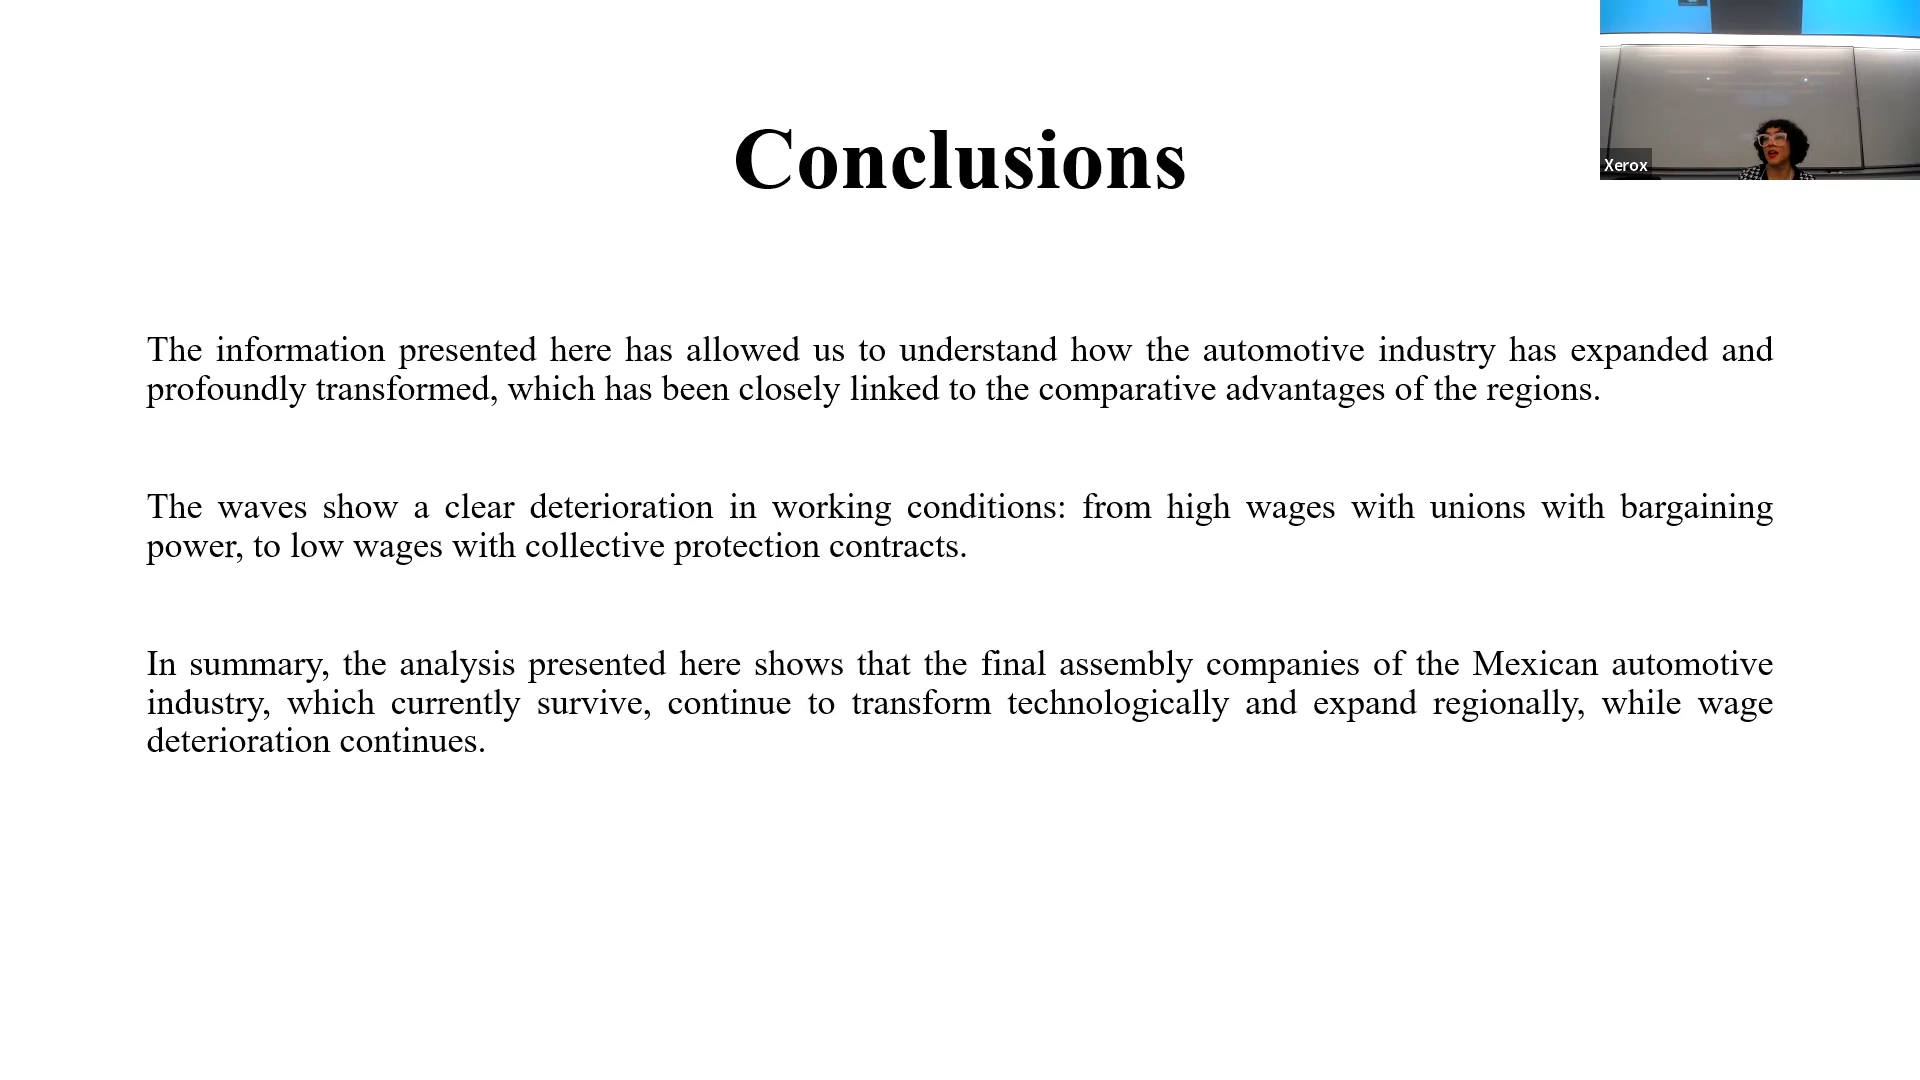 Conclusions
Xerox
The information presented here has allowed us to understand how the automotive industry has expanded and
profoundly transformed, which has been closely linked to the comparative advantages of the regions.
The waves show a clear deterioration in working conditions: from high wages with unions with bargaining
power, to low wages with collective protection contracts.
In summary, the analysis presented here shows that the final assembly companies of the Mexican automotive
industry, which currently survive, continue to transform technologically and expand regionally, while wage
deterioration continues.